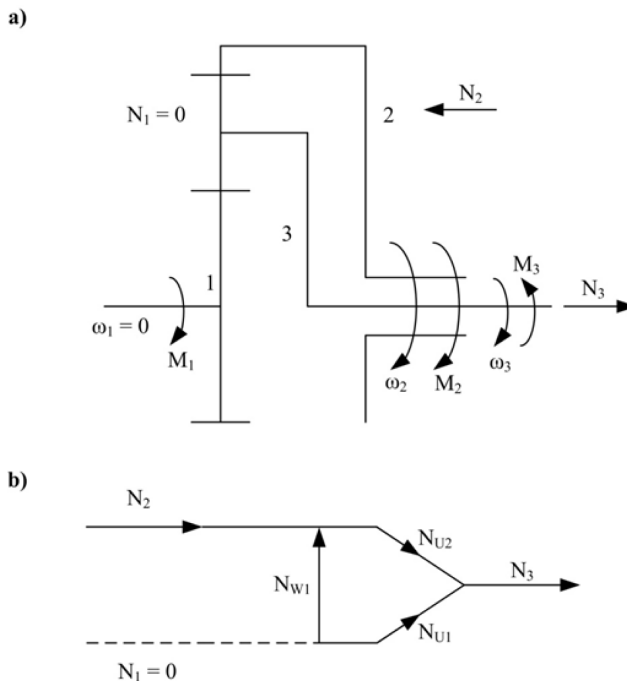 a)
N₁ = 0
2
N₂
3
1
ω₁ = 0
M₁
ω₂
M₂
ω₃
M₃
N₃
b)
N₂
N_U2
N_W1
N₃
N_U1
N₁ = 0